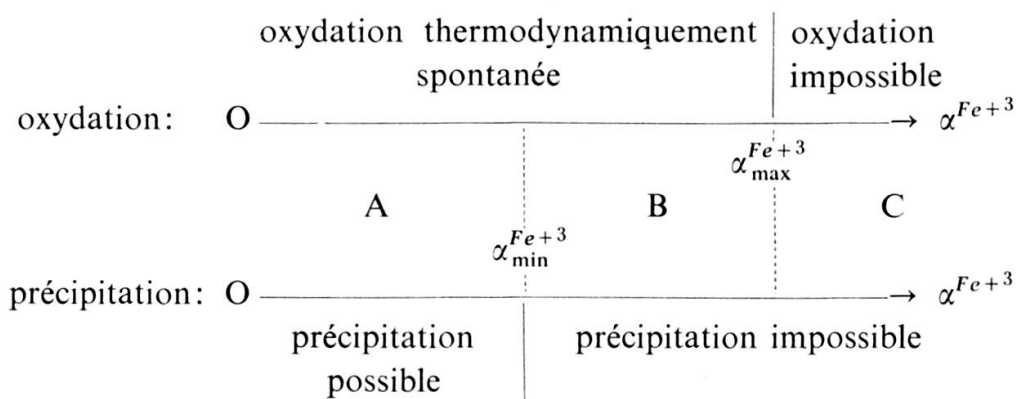 oxydation thermodynamiquement
spontanée
oxydation
impossible
oxydation: O → α^{Fe+3}
α^{Fe+3}_{max}
A B C
α^{Fe+3}_{min}
précipitation: O → α^{Fe+3}
précipitation
possible
précipitation impossible